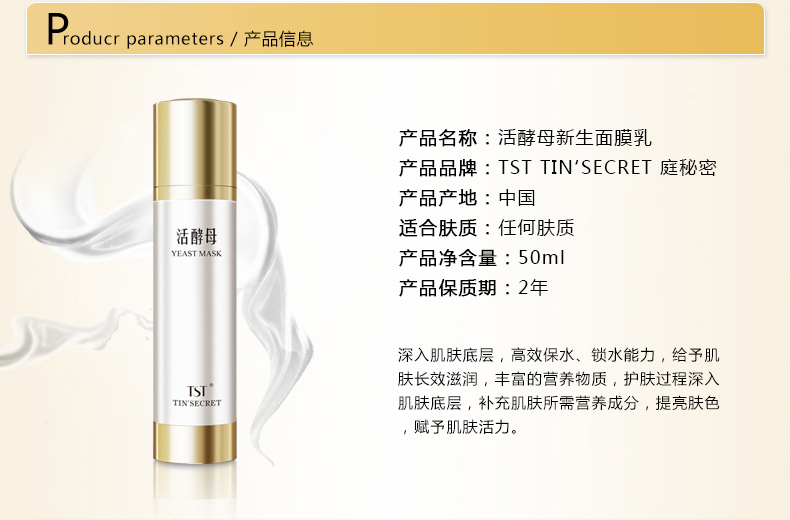 Producr parameters / 产品信息
活酵母
YEAST MASK
TST®
TIN'SECRET
产品名称：活酵母新生面膜乳
产品品牌：TST TIN‘SECRET 庭秘密
产品产地：中国
适合肤质：任何肤质
产品净含量：50ml
产品保质期：2年
深入肌肤底层，高效保水、锁水能力，给予肌
肤长效滋润，丰富的营养物质，护肤过程深入
肌肤底层，补充肌肤所需营养成分，提亮肤色
，赋予肌肤活力。